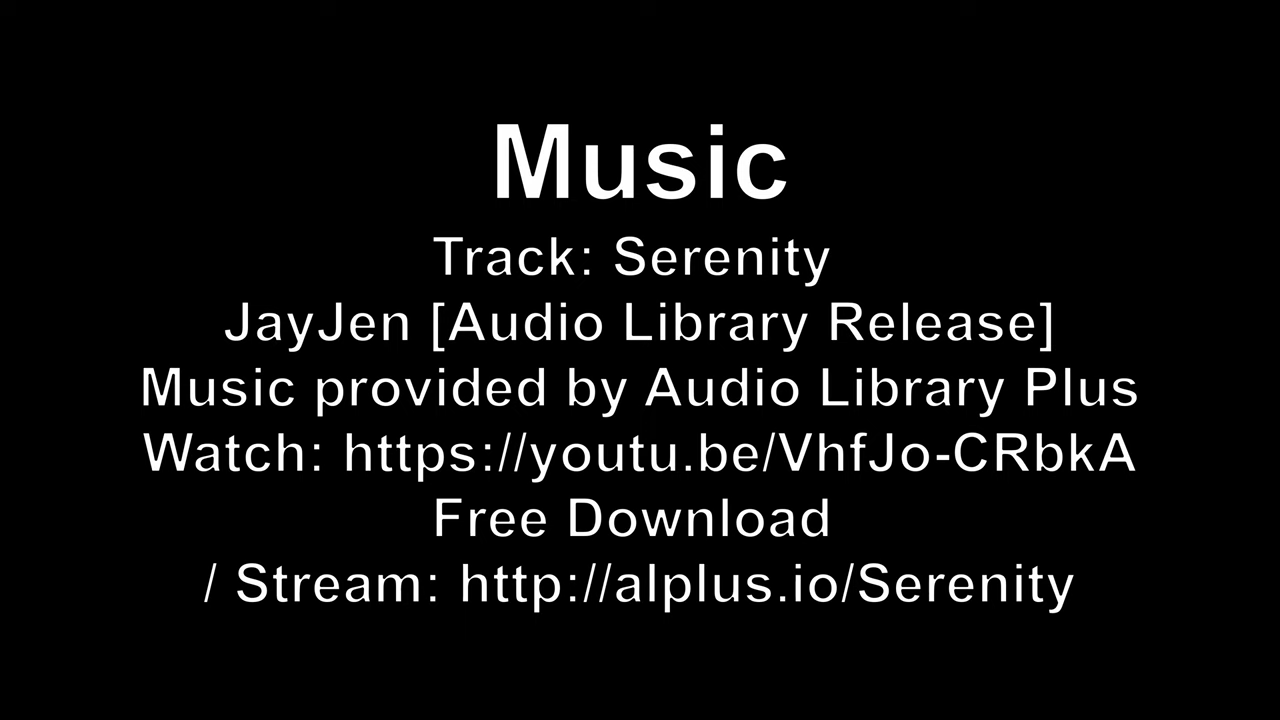 Music
Track: Serenity
JayJen [Audio Library Release]
Music provided by Audio Library Plus
Watch: https://youtu.be/VhfJo-CRbkA
Free Download
/ Stream: http://alplus.io/Serenity